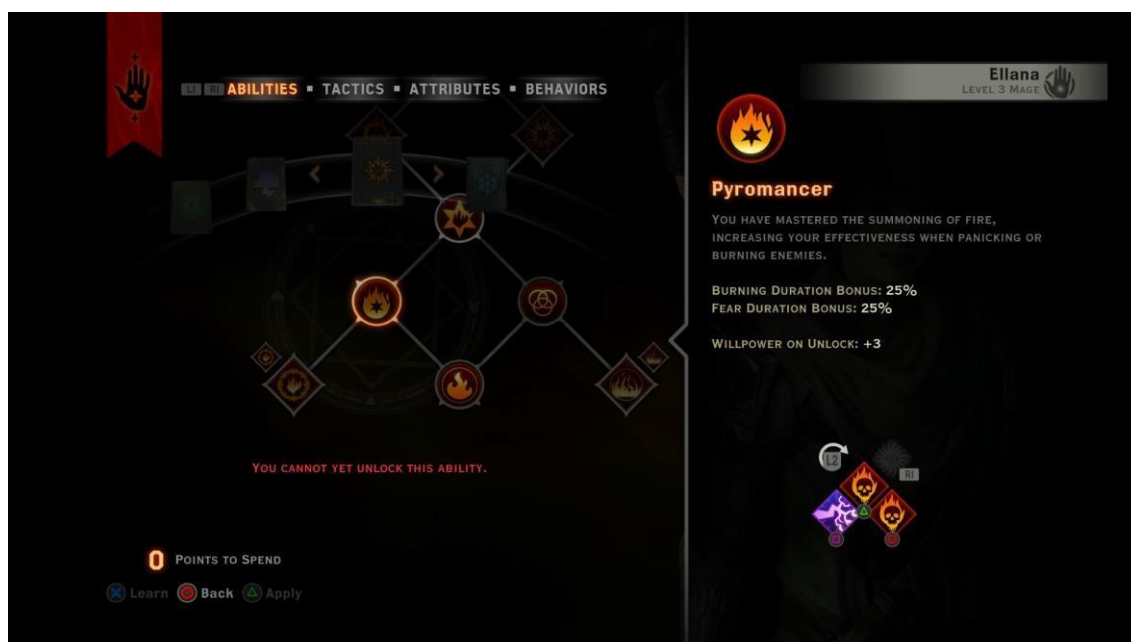 L1 R1 ABILITIES ▪ TACTICS ▪ ATTRIBUTES ▪ BEHAVIORS
Ellana
LEVEL 3 MAGE
Pyromancer
YOU HAVE MASTERED THE SUMMONING OF FIRE,
INCREASING YOUR EFFECTIVENESS WHEN PANICKING OR
BURNING ENEMIES.
BURNING DURATION BONUS: 25%
FEAR DURATION BONUS: 25%
WILLPOWER ON UNLOCK: +3
YOU CANNOT YET UNLOCK THIS ABILITY.
L2
R1
0 POINTS TO SPEND
Learn Back Apply